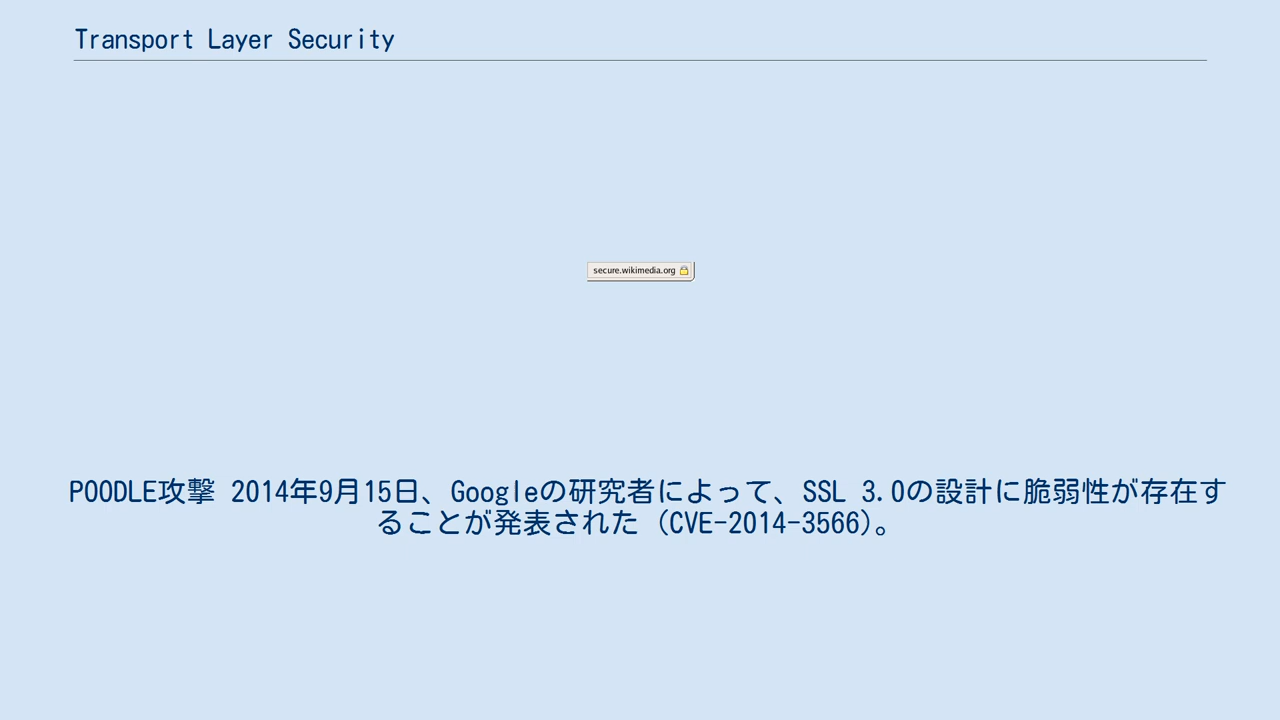 Transport Layer Security
secure.wikimedia.org
POODLE攻撃 2014年9月15日、Googleの研究者によって、SSL 3.0の設計に脆弱性が存在す
ることが発表された（CVE-2014-3566）。